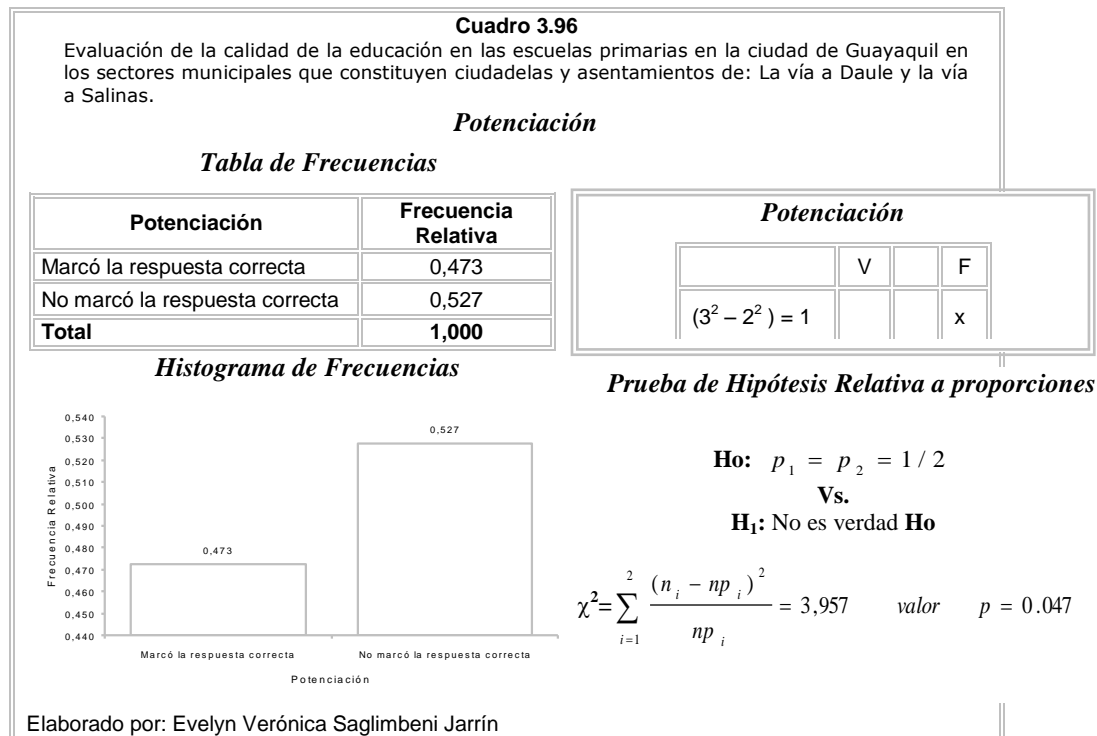 Cuadro 3.96
Evaluación de la calidad de la educación en las escuelas primarias en la ciudad de Guayaquil en
los sectores municipales que constituyen ciudadelas y asentamientos de: La vía a Daule y la vía
a Salinas.
Potenciación
Tabla de Frecuencias
Potenciación Frecuencia Relativa
Marcó la respuesta correcta 0,473
No marcó la respuesta correcta 0,527
Total 1,000
Potenciación
V F
(3² – 2² ) = 1 x
Histograma de Frecuencias
0,540
0,530
0,520
0,510
0,500
0,490
0,480
0,470
0,460
0,450
0,440
Frecuencia Relativa
0,473
0,527
Marcó la respuesta correcta No marcó la respuesta correcta
Potenciación
Prueba de Hipótesis Relativa a proporciones
Ho: p₁ = p₂ = 1 / 2
Vs.
H₁: No es verdad Ho
χ²=∑_{i=1}^{2} (n_i − np_i)² / np_i = 3,957 valor p = 0.047
Elaborado por: Evelyn Verónica Saglimbeni Jarrín